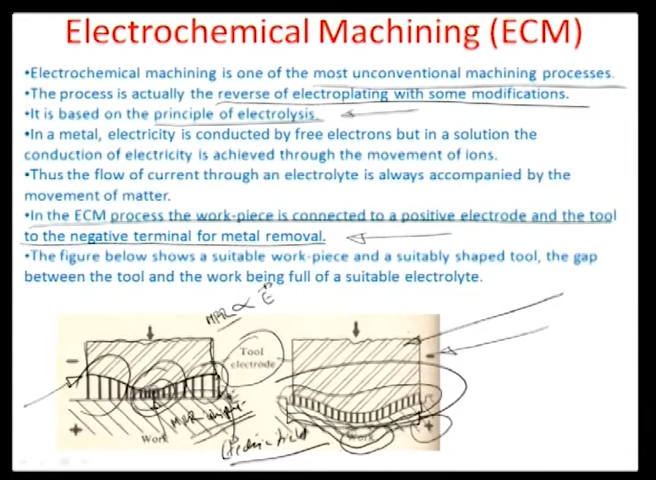 Electrochemical Machining (ECM)
•Electrochemical machining is one of the most unconventional machining processes.
•The process is actually the reverse of electroplating with some modifications.
•It is based on the principle of electrolysis.
•In a metal, electricity is conducted by free electrons but in a solution the
conduction of electricity is achieved through the movement of ions.
•Thus the flow of current through an electrolyte is always accompanied by the
movement of matter.
•In the ECM process the work-piece is connected to a positive electrode and the tool
to the negative terminal for metal removal.
•The figure below shows a suitable work-piece and a suitably shaped tool, the gap
between the tool and the work being full of a suitable electrolyte.
MRR ∝ E
Tool
electrode
MRR
Work
Work